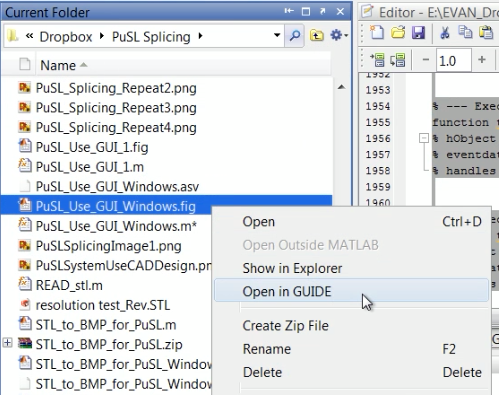 Current Folder
« Dropbox ▸ PuSL Splicing ▸
Name
PuSL_Splicing_Repeat2.png
PuSL_Splicing_Repeat3.png
PuSL_Splicing_Repeat4.png
PuSL_Use_GUI_1.fig
PuSL_Use_GUI_1.m
PuSL_Use_GUI_Windows.asv
PuSL_Use_GUI_Windows.fig
PuSL_Use_GUI_Windows.m*
PuSLSplicingImage1.png
PuSLSystemUseCADDesign.pn
READ_stl.m
resolution test_Rev.STL
STL_to_BMP_for_PuSL.m
STL_to_BMP_for_PuSL.zip
STL_to_BMP_for_PuSL_Window
STL_to_BMP_for_PuSL_Windo
Open Ctrl+D
Open Outside MATLAB
Show in Explorer
Open in GUIDE
Create Zip File
Rename F2
Delete Delete
Editor - E:\EVAN_Dro
− 1.0 +
1952
1953
1954 % --- Exec
1955 function
1956 % hObject
1957 % eventdat
1958 % handles
1959
1960